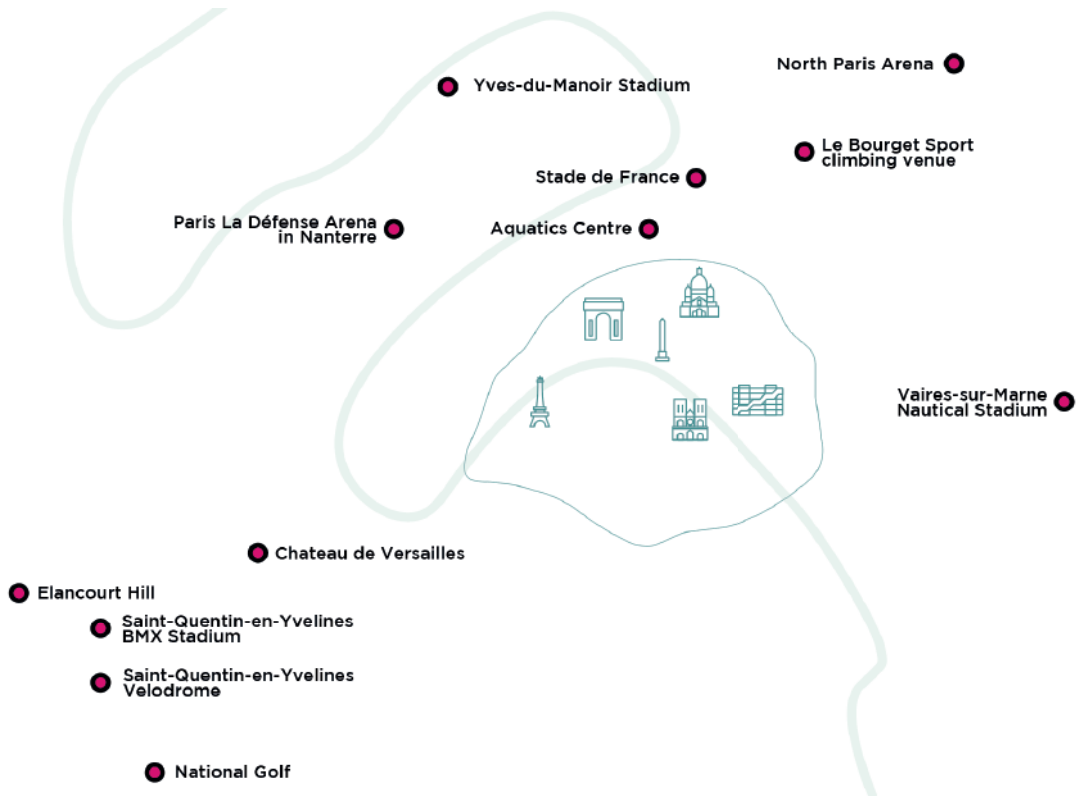 North Paris Arena
Yves-du-Manoir Stadium
Le Bourget Sport
climbing venue
Stade de France
Paris La Défense Arena
in Nanterre
Aquatics Centre
Vaires-sur-Marne
Nautical Stadium
Chateau de Versailles
Elancourt Hill
Saint-Quentin-en-Yvelines
BMX Stadium
Saint-Quentin-en-Yvelines
Velodrome
National Golf